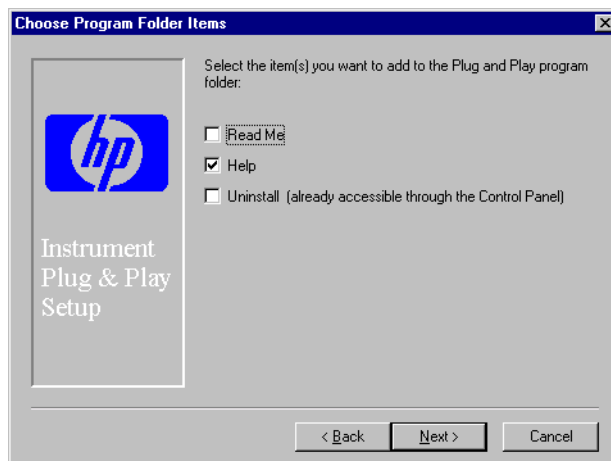 Choose Program Folder Items
Select the item(s) you want to add to the Plug and Play program
folder:
hp
Read Me
Help
Uninstall (already accessible through the Control Panel)
Instrument
Plug & Play
Setup
< Back
Next >
Cancel